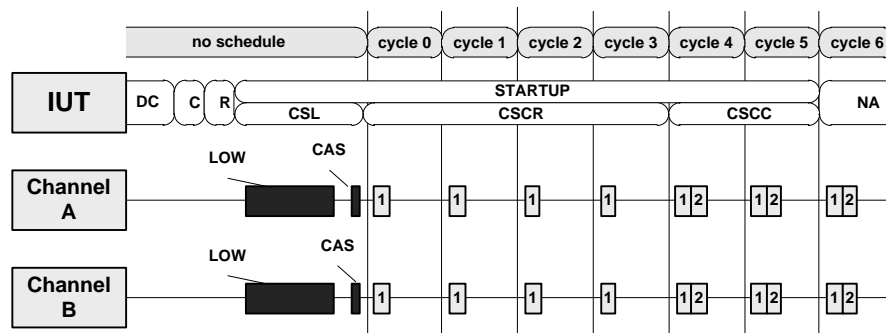 no schedule cycle 0 cycle 1 cycle 2 cycle 3 cycle 4 cycle 5 cycle 6
IUT DC C R STARTUP NA
CSL CSCR CSCC
LOW CAS
Channel A 1 1 1 1 1 2 1 2 1 2
LOW CAS
Channel B 1 1 1 1 1 2 1 2 1 2